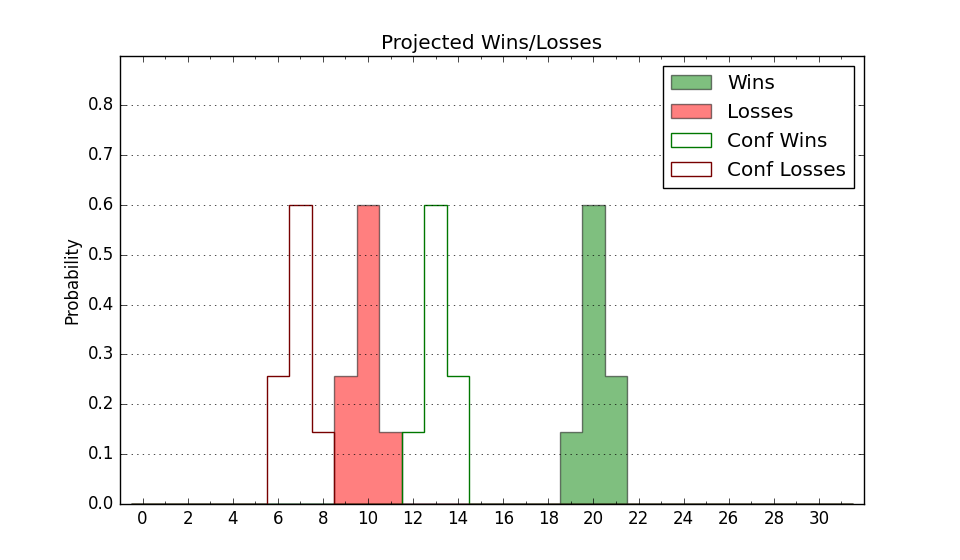 Projected Wins/Losses
Wins
Losses
Conf Wins
Conf Losses
Probability
0.8
0.7
0.6
0.5
0.4
0.3
0.2
0.1
0.0
0 2 4 6 8 10 12 14 16 18 20 22 24 26 28 30